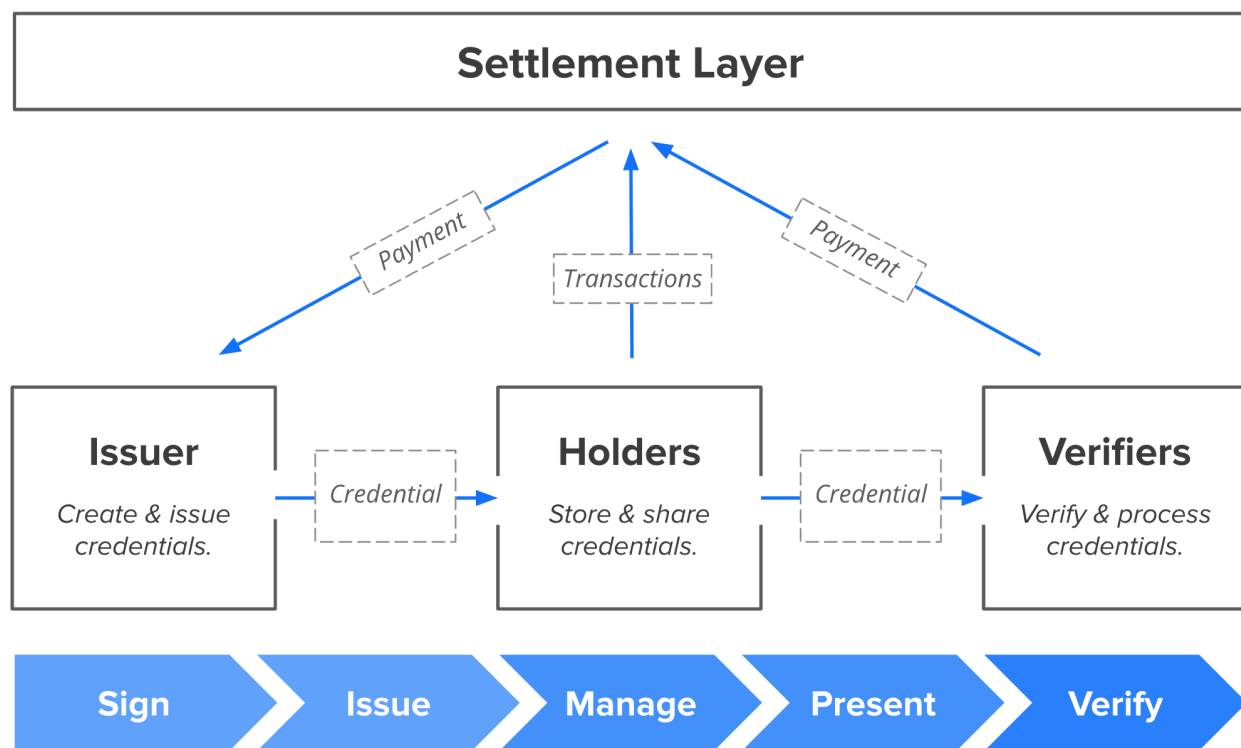 Settlement Layer
Payment
Transactions
Payment
Issuer
Create & issue
credentials.
Credential
Holders
Store & share
credentials.
Credential
Verifiers
Verify & process
credentials.
Sign
Issue
Manage
Present
Verify